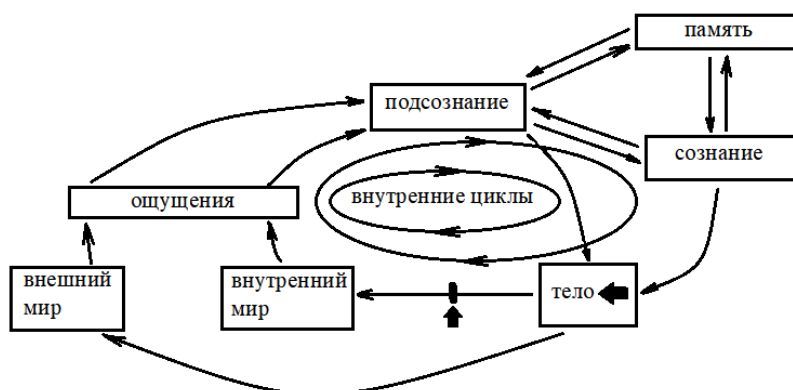 память
подсознание
сознание
ощущения
внутренние циклы
внешний
мир
внутренний
мир
тело